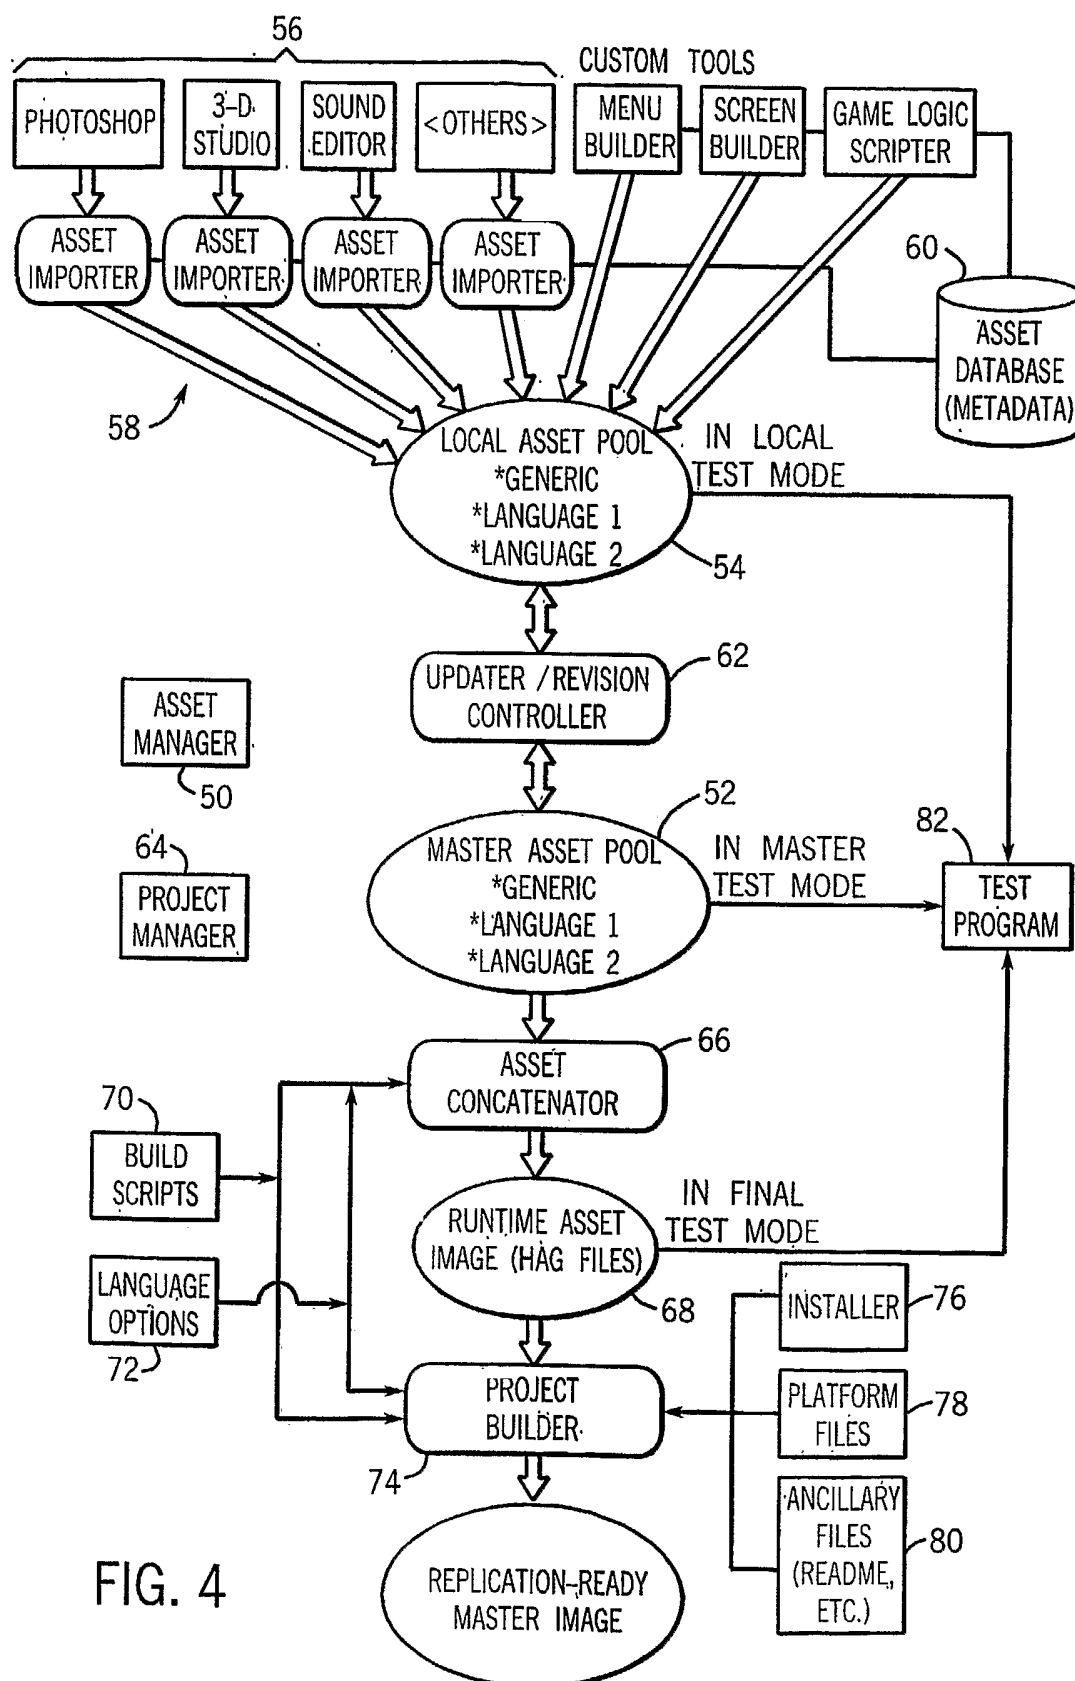 56
CUSTOM TOOLS
PHOTOSHOP
3-D
STUDIO
SOUND
EDITOR
<OTHERS>
MENU
BUILDER
SCREEN
BUILDER
GAME LOGIC
SCRIPTER
ASSET
IMPORTER
ASSET
IMPORTER
ASSET
IMPORTER
ASSET
IMPORTER
60
ASSET
DATABASE
(METADATA)
58
LOCAL ASSET POOL
*GENERIC
*LANGUAGE 1
*LANGUAGE 2
IN LOCAL
TEST MODE
54
UPDATER /REVISION
CONTROLLER
62
ASSET
MANAGER
50
52
MASTER ASSET POOL
*GENERIC
*LANGUAGE 1
*LANGUAGE 2
IN MASTER
TEST MODE
82
TEST
PROGRAM
64
PROJECT
MANAGER
66
ASSET
CONCATENATOR
70
BUILD
SCRIPTS
RUNTIME ASSET
IMAGE (HAG FILES)
IN FINAL
TEST MODE
68
LANGUAGE
OPTIONS
72
INSTALLER
76
PROJECT
BUILDER
74
PLATFORM
FILES
78
ANCILLARY
FILES
(README,
ETC.)
80
REPLICATION-READY
MASTER IMAGE
FIG. 4